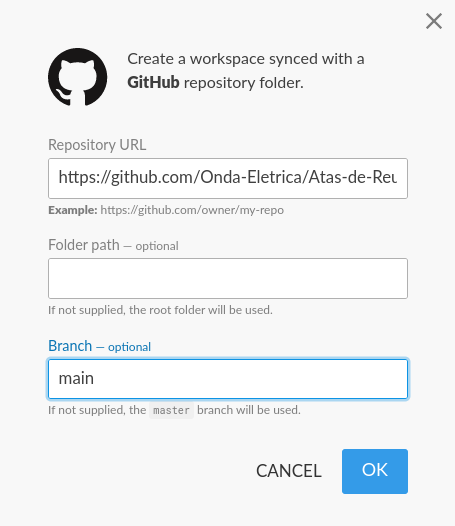 Create a workspace synced with a
GitHub repository folder.
Repository URL
https://github.com/Onda-Eletrica/Atas-de-Reu
Example: https://github.com/owner/my-repo
Folder path — optional
If not supplied, the root folder will be used.
Branch — optional
main
If not supplied, the master branch will be used.
CANCEL OK